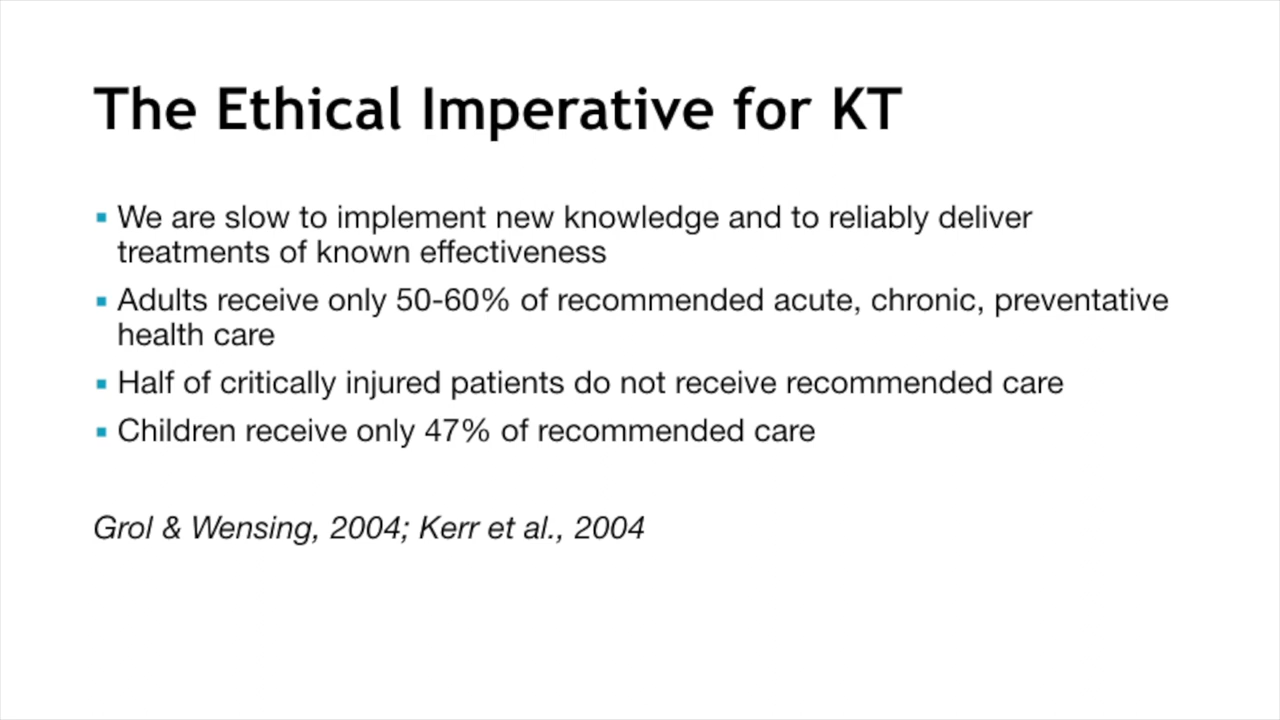 The Ethical Imperative for KT
▪ We are slow to implement new knowledge and to reliably deliver
treatments of known effectiveness
▪ Adults receive only 50-60% of recommended acute, chronic, preventative
health care
▪ Half of critically injured patients do not receive recommended care
▪ Children receive only 47% of recommended care
Grol & Wensing, 2004; Kerr et al., 2004